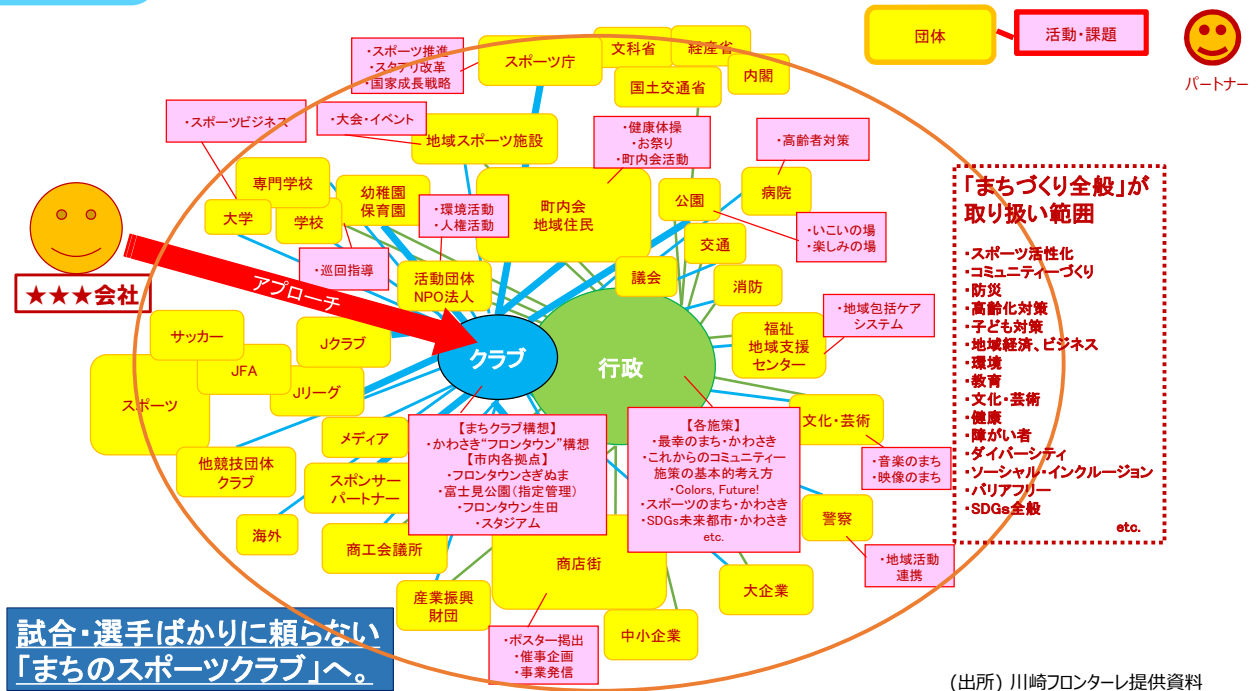 団体
活動・課題
パートナー
・スポーツ推進
・スタアリ改革
・国家成長戦略
スポーツ庁
文科省
経産省
国土交通省
内閣
・スポーツビジネス
・大会・イベント
地域スポーツ施設
・健康体操
・お祭り
・町内会活動
・高齢者対策
専門学校
大学
学校
幼稚園
保育園
・環境活動
・人権活動
町内会
地域住民
公園
病院
・いこいの場
・楽しみの場
交通
・巡回指導
活動団体
NPO法人
議会
消防
★★★会社
アプローチ
クラブ
行政
福祉
地域支援
センター
・地域包括ケア
システム
サッカー
JFA
スポーツ
Jクラブ
Jリーグ
メディア
他競技団体
クラブ
スポンサー
パートナー
海外
商工会議所
産業振興
財団
【まちクラブ構想】
・かわさき“フロンタウン”構想
【市内各拠点】
・フロンタウンさぎぬま
・富士見公園(指定管理)
・フロンタウン生田
・スタジアム
【各施策】
・最幸のまち・かわさき
・これからのコミュニティー
施策の基本的考え方
・Colors, Future!
・スポーツのまち・かわさき
・SDGs未来都市・かわさき
etc.
文化・芸術
・音楽のまち
・映像のまち
警察
・地域活動
連携
商店街
・ポスター掲出
・催事企画
・事業発信
中小企業
大企業
「まちづくり全般」が
取り扱い範囲
・スポーツ活性化
・コミュニティーづくり
・防災
・高齢化対策
・子ども対策
・地域経済、ビジネス
・環境
・教育
・文化・芸術
・健康
・障がい者
・ダイバーシティ
・ソーシャル・インクルージョン
・バリアフリー
・SDGs全般
etc.
試合・選手ばかりに頼らない
「まちのスポーツクラブ」へ。
(出所) 川崎フロンターレ提供資料